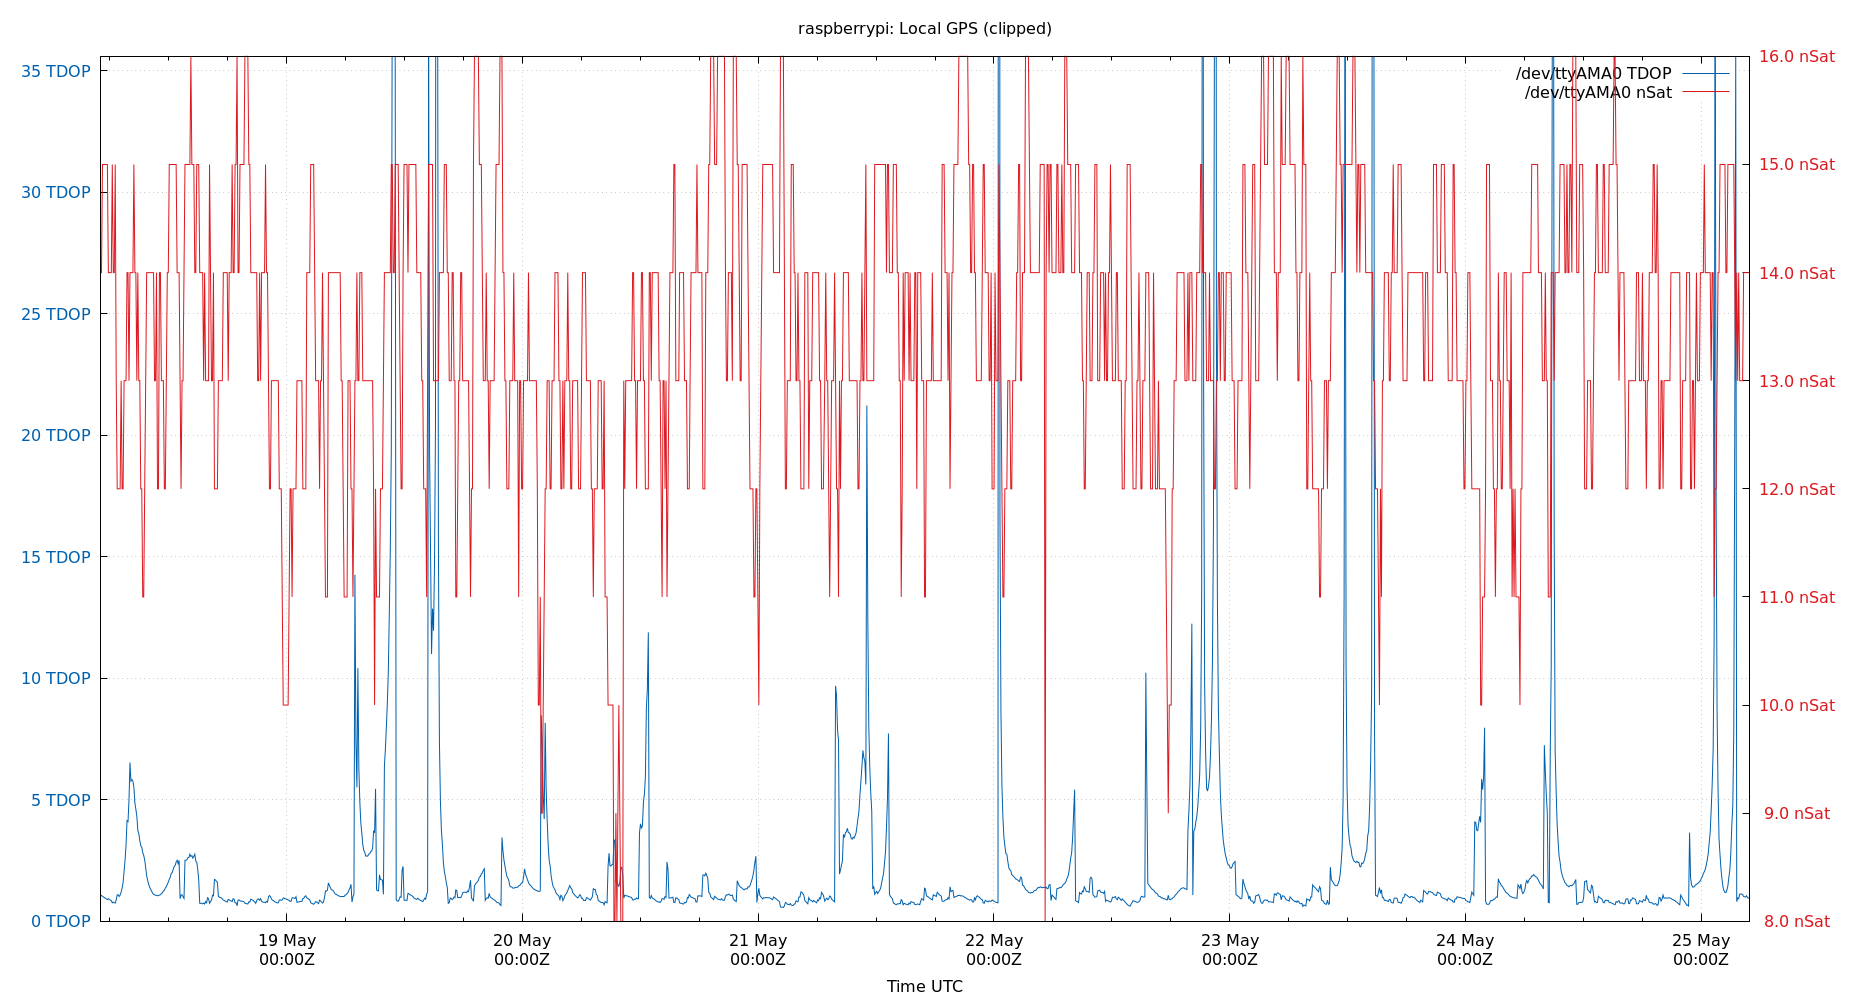 raspberrypi: Local GPS (clipped)
35 TDOP
30 TDOP
25 TDOP
20 TDOP
15 TDOP
10 TDOP
5 TDOP
0 TDOP
16.0 nSat
15.0 nSat
14.0 nSat
13.0 nSat
12.0 nSat
11.0 nSat
10.0 nSat
9.0 nSat
8.0 nSat
/dev/ttyAMA0 TDOP
/dev/ttyAMA0 nSat
19 May
00:00Z
20 May
00:00Z
21 May
00:00Z
22 May
00:00Z
23 May
00:00Z
24 May
00:00Z
25 May
00:00Z
Time UTC